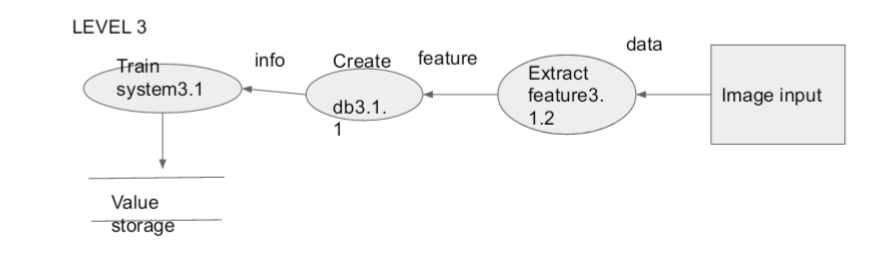 LEVEL 3
Train
system3.1
info
Create
db3.1.
1
feature
Extract
feature3.
1.2
data
Image input
Value
storage